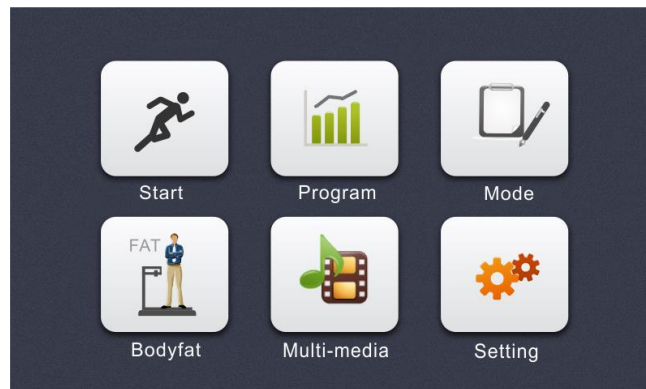 Start
Program
Mode
FAT
Bodyfat
Multi-media
Setting